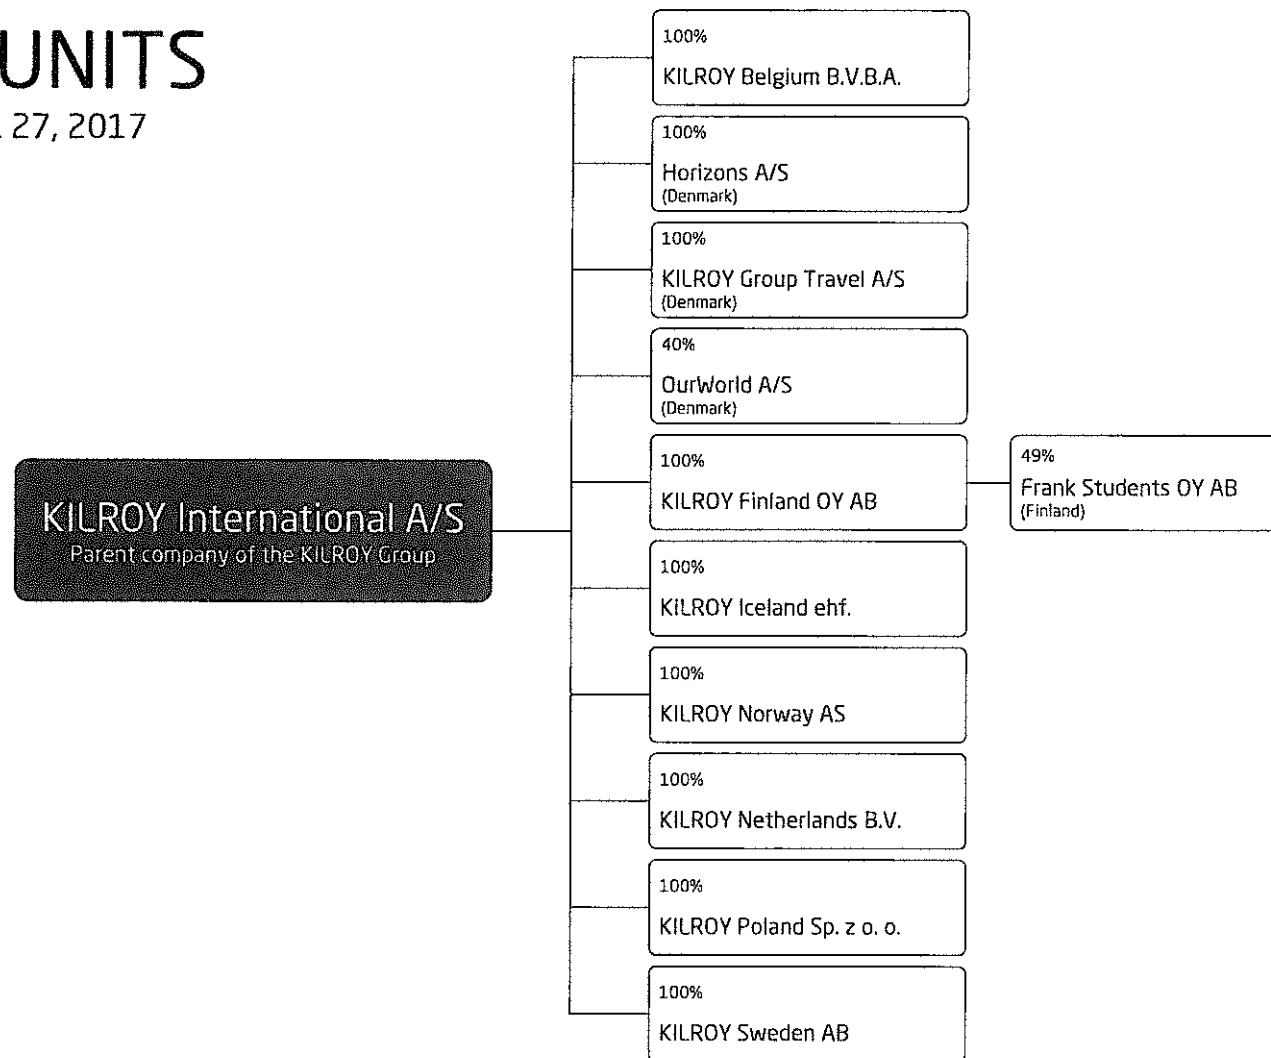 UNITS
27, 2017
KILROY International A/S
Parent company of the KILROY Group
100%
KILROY Belgium B.V.B.A.
100%
Horizons A/S
(Denmark)
100%
KILROY Group Travel A/S
(Denmark)
40%
OurWorld A/S
(Denmark)
100%
KILROY Finland OY AB
49%
Frank Students OY AB
(Finland)
100%
KILROY Iceland ehf.
100%
KILROY Norway AS
100%
KILROY Netherlands B.V.
100%
KILROY Poland Sp. z o. o.
100%
KILROY Sweden AB